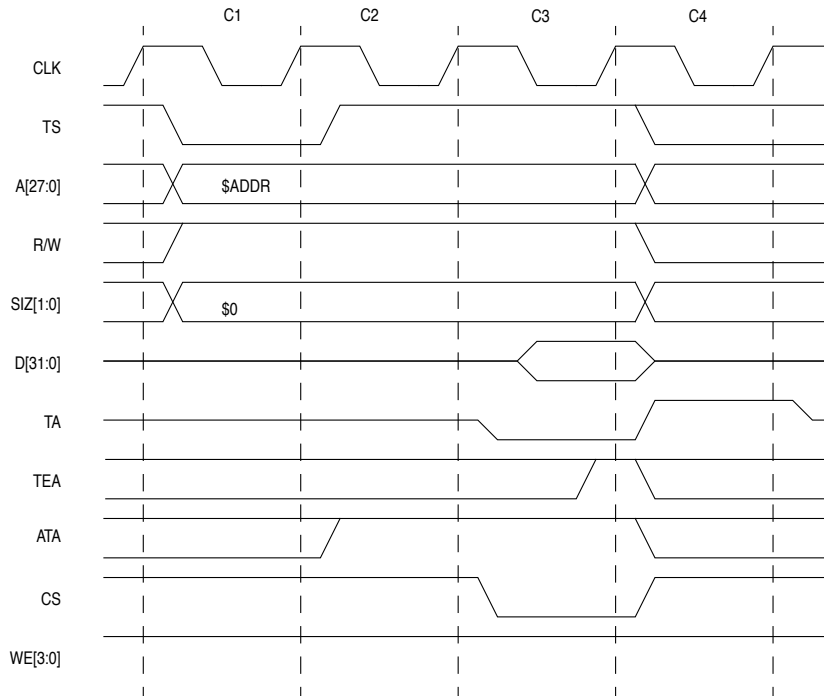 C1 C2 C3 C4
CLK
TS
A[27:0] $ADDR
R/W
SIZ[1:0] $0
D[31:0]
TA
TEA
ATA
CS
WE[3:0]